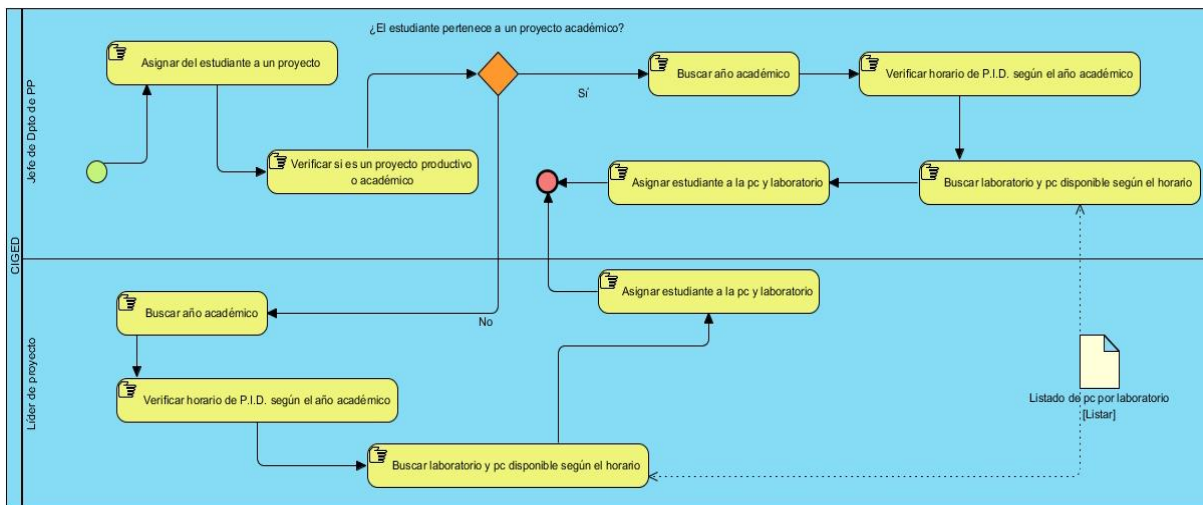 ¿El estudiante pertenece a un proyecto académico?
CIGED
Jefe de Dpto de PP
Asignar del estudiante a un proyecto
Verificar si es un proyecto productivo
o académico
Sí
Buscar año académico
Verificar horario de P.I.D. según el año académico
Buscar laboratorio y pc disponible según el horario
Asignar estudiante a la pc y laboratorio
Líder de proyecto
No
Buscar año académico
Verificar horario de P.I.D. según el año académico
Buscar laboratorio y pc disponible según el horario
Asignar estudiante a la pc y laboratorio
Listado de pc por laboratorio
[Listar]